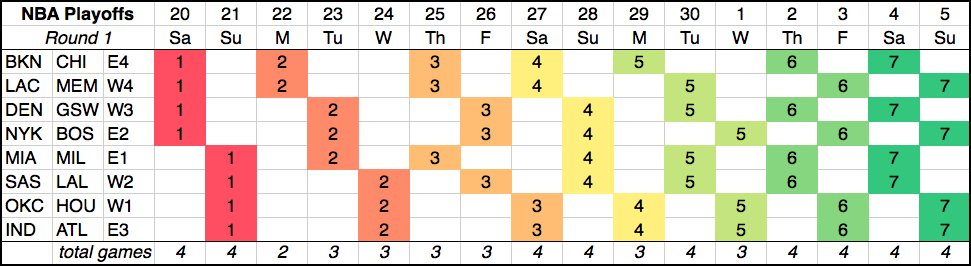 NBA Playoffs 20 21 22 23 24 25 26 27 28 29 30 1 2 3 4 5
Round 1 Sa Su M Tu W Th F Sa Su M Tu W Th F Sa Su
BKN CHI E4 1 2 3 4 5 6 7
LAC MEM W4 1 2 3 4 5 6 7
DEN GSW W3 1 2 3 4 5 6 7
NYK BOS E2 1 2 3 4 5 6 7
MIA MIL E1 1 2 3 4 5 6 7
SAS LAL W2 1 2 3 4 5 6 7
OKC HOU W1 1 2 3 4 5 6 7
IND ATL E3 1 2 3 4 5 6 7
total games 4 4 2 3 3 3 3 4 4 3 4 3 4 4 4 4